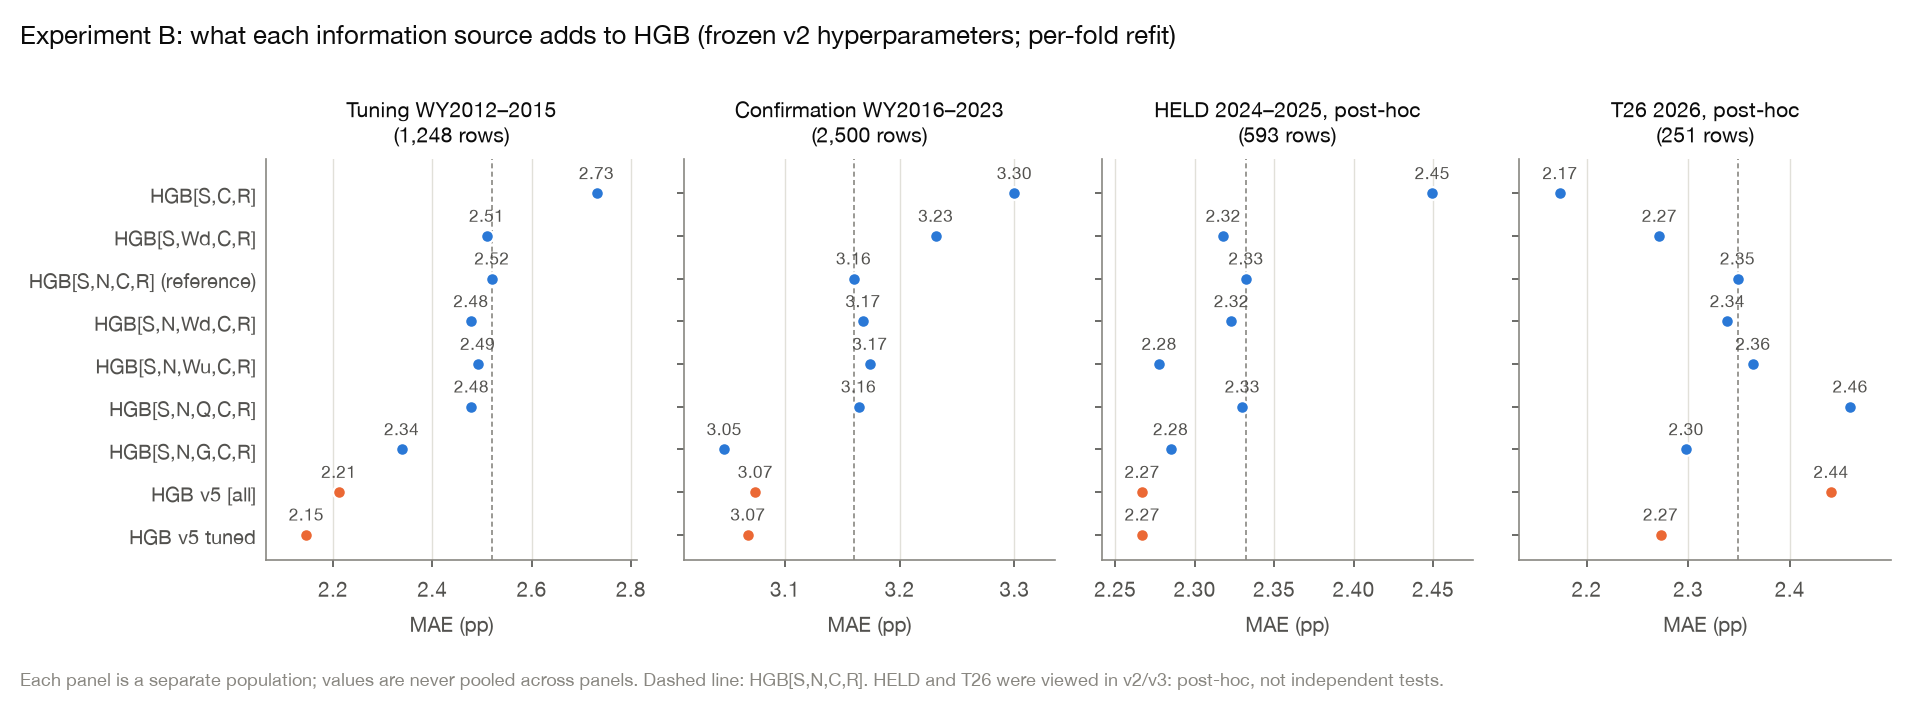 Experiment B: what each information source adds to HGB (frozen v2 hyperparameters; per-fold refit)
Tuning WY2012–2015
(1,248 rows)
Confirmation WY2016–2023
(2,500 rows)
HELD 2024–2025, post-hoc
(593 rows)
T26 2026, post-hoc
(251 rows)
HGB[S,C,R]
2.73
3.30
2.45
2.17
HGB[S,Wd,C,R]
2.51
3.23
2.32
2.27
HGB[S,N,C,R] (reference)
2.52
3.16
2.33
2.35
HGB[S,N,Wd,C,R]
2.48
3.17
2.32
2.34
HGB[S,N,Wu,C,R]
2.49
3.17
2.28
2.36
HGB[S,N,Q,C,R]
2.48
3.16
2.33
2.46
HGB[S,N,G,C,R]
2.34
3.05
2.28
2.30
HGB v5 [all]
2.21
3.07
2.27
2.44
HGB v5 tuned
2.15
3.07
2.27
2.27
2.2 2.4 2.6 2.8
3.1 3.2 3.3
2.25 2.30 2.35 2.40 2.45
2.2 2.3 2.4
MAE (pp)
MAE (pp)
MAE (pp)
MAE (pp)
Each panel is a separate population; values are never pooled across panels. Dashed line: HGB[S,N,C,R]. HELD and T26 were viewed in v2/v3: post-hoc, not independent tests.